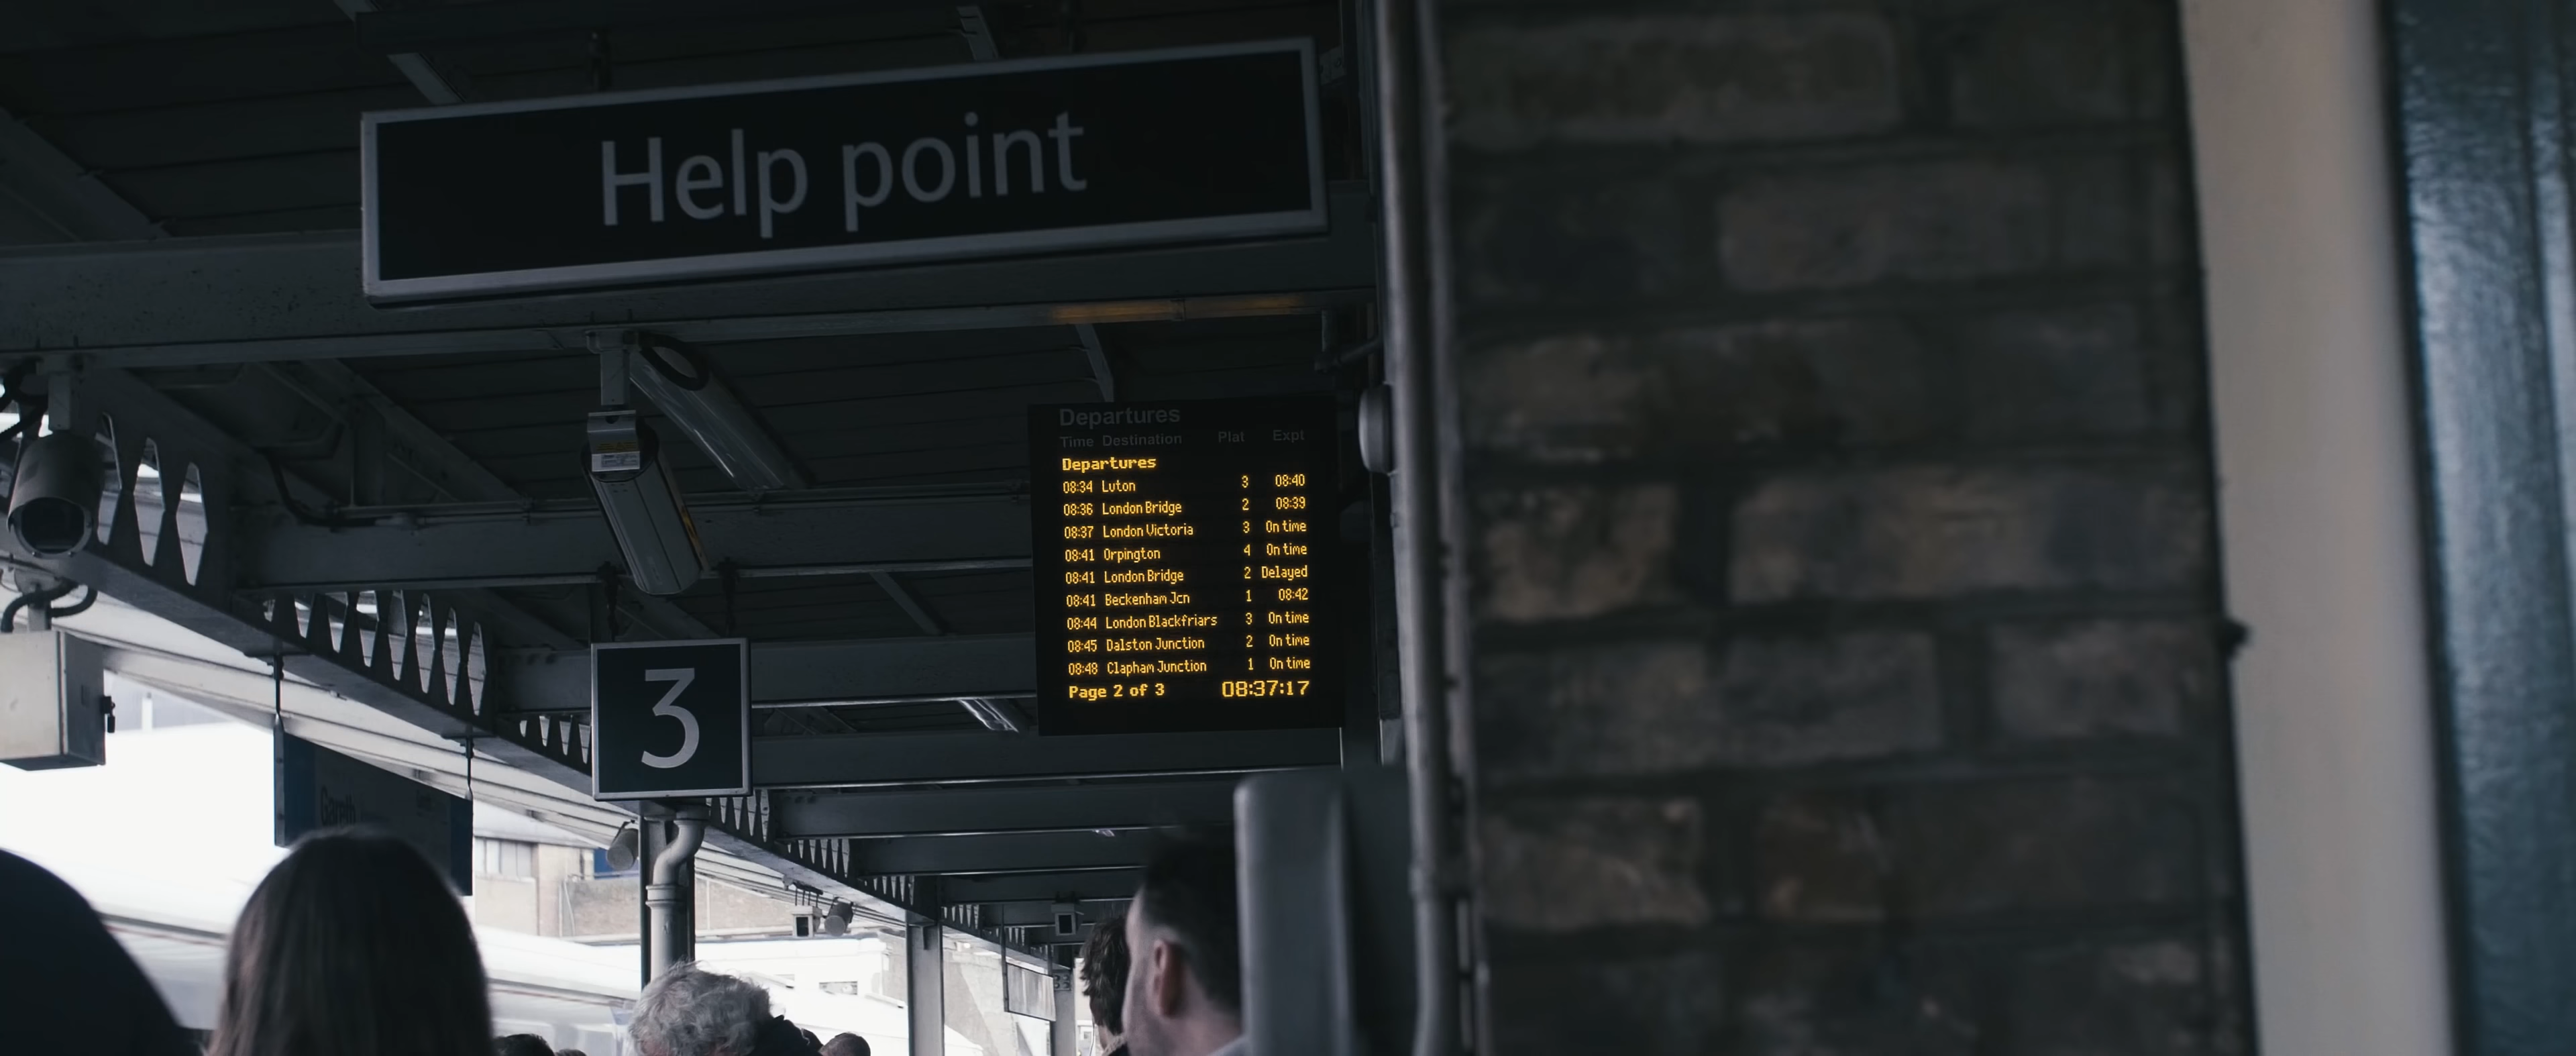 Help point
Departures
Time Destination Plat Expt
Departures
08:34 Luton 3 08:40
08:36 London Bridge 2 08:39
08:37 London Victoria 3 On time
08:41 Orpington 4 On time
08:41 London Bridge 2 Delayed
08:41 Beckenham Jcn 1 08:42
08:44 London Blackfriars 3 On time
08:45 Dalston Junction 2 On time
08:48 Clapham Junction 1 On time
Page 2 of 3 08:37:17
3
Gareth